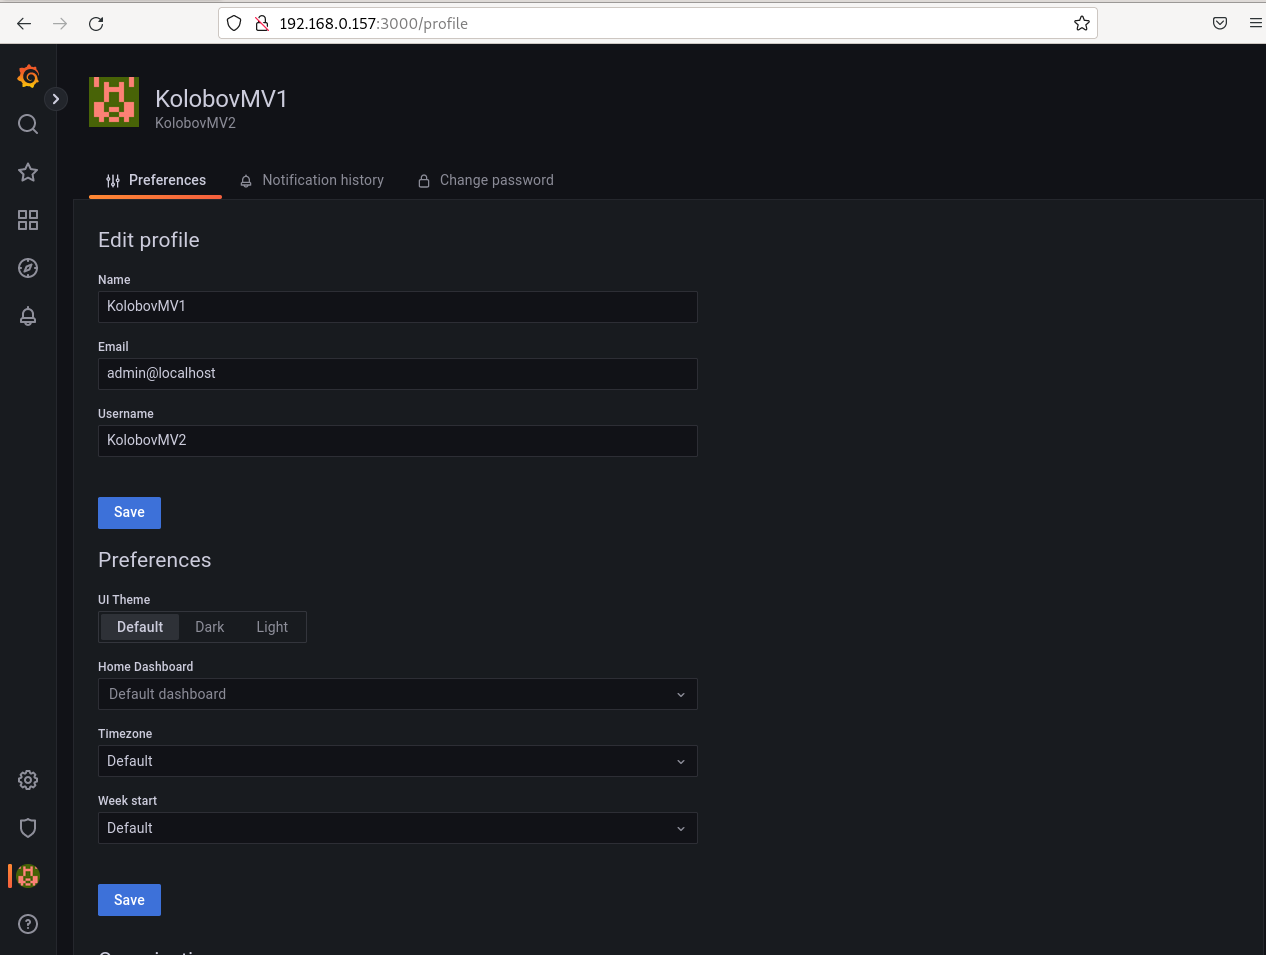 192.168.0.157:3000/profile
KolobovMV1
KolobovMV2
Preferences Notification history Change password
Edit profile
Name
KolobovMV1
Email
admin@localhost
Username
KolobovMV2
Save
Preferences
UI Theme
Default Dark Light
Home Dashboard
Default dashboard
Timezone
Default
Week start
Default
Save